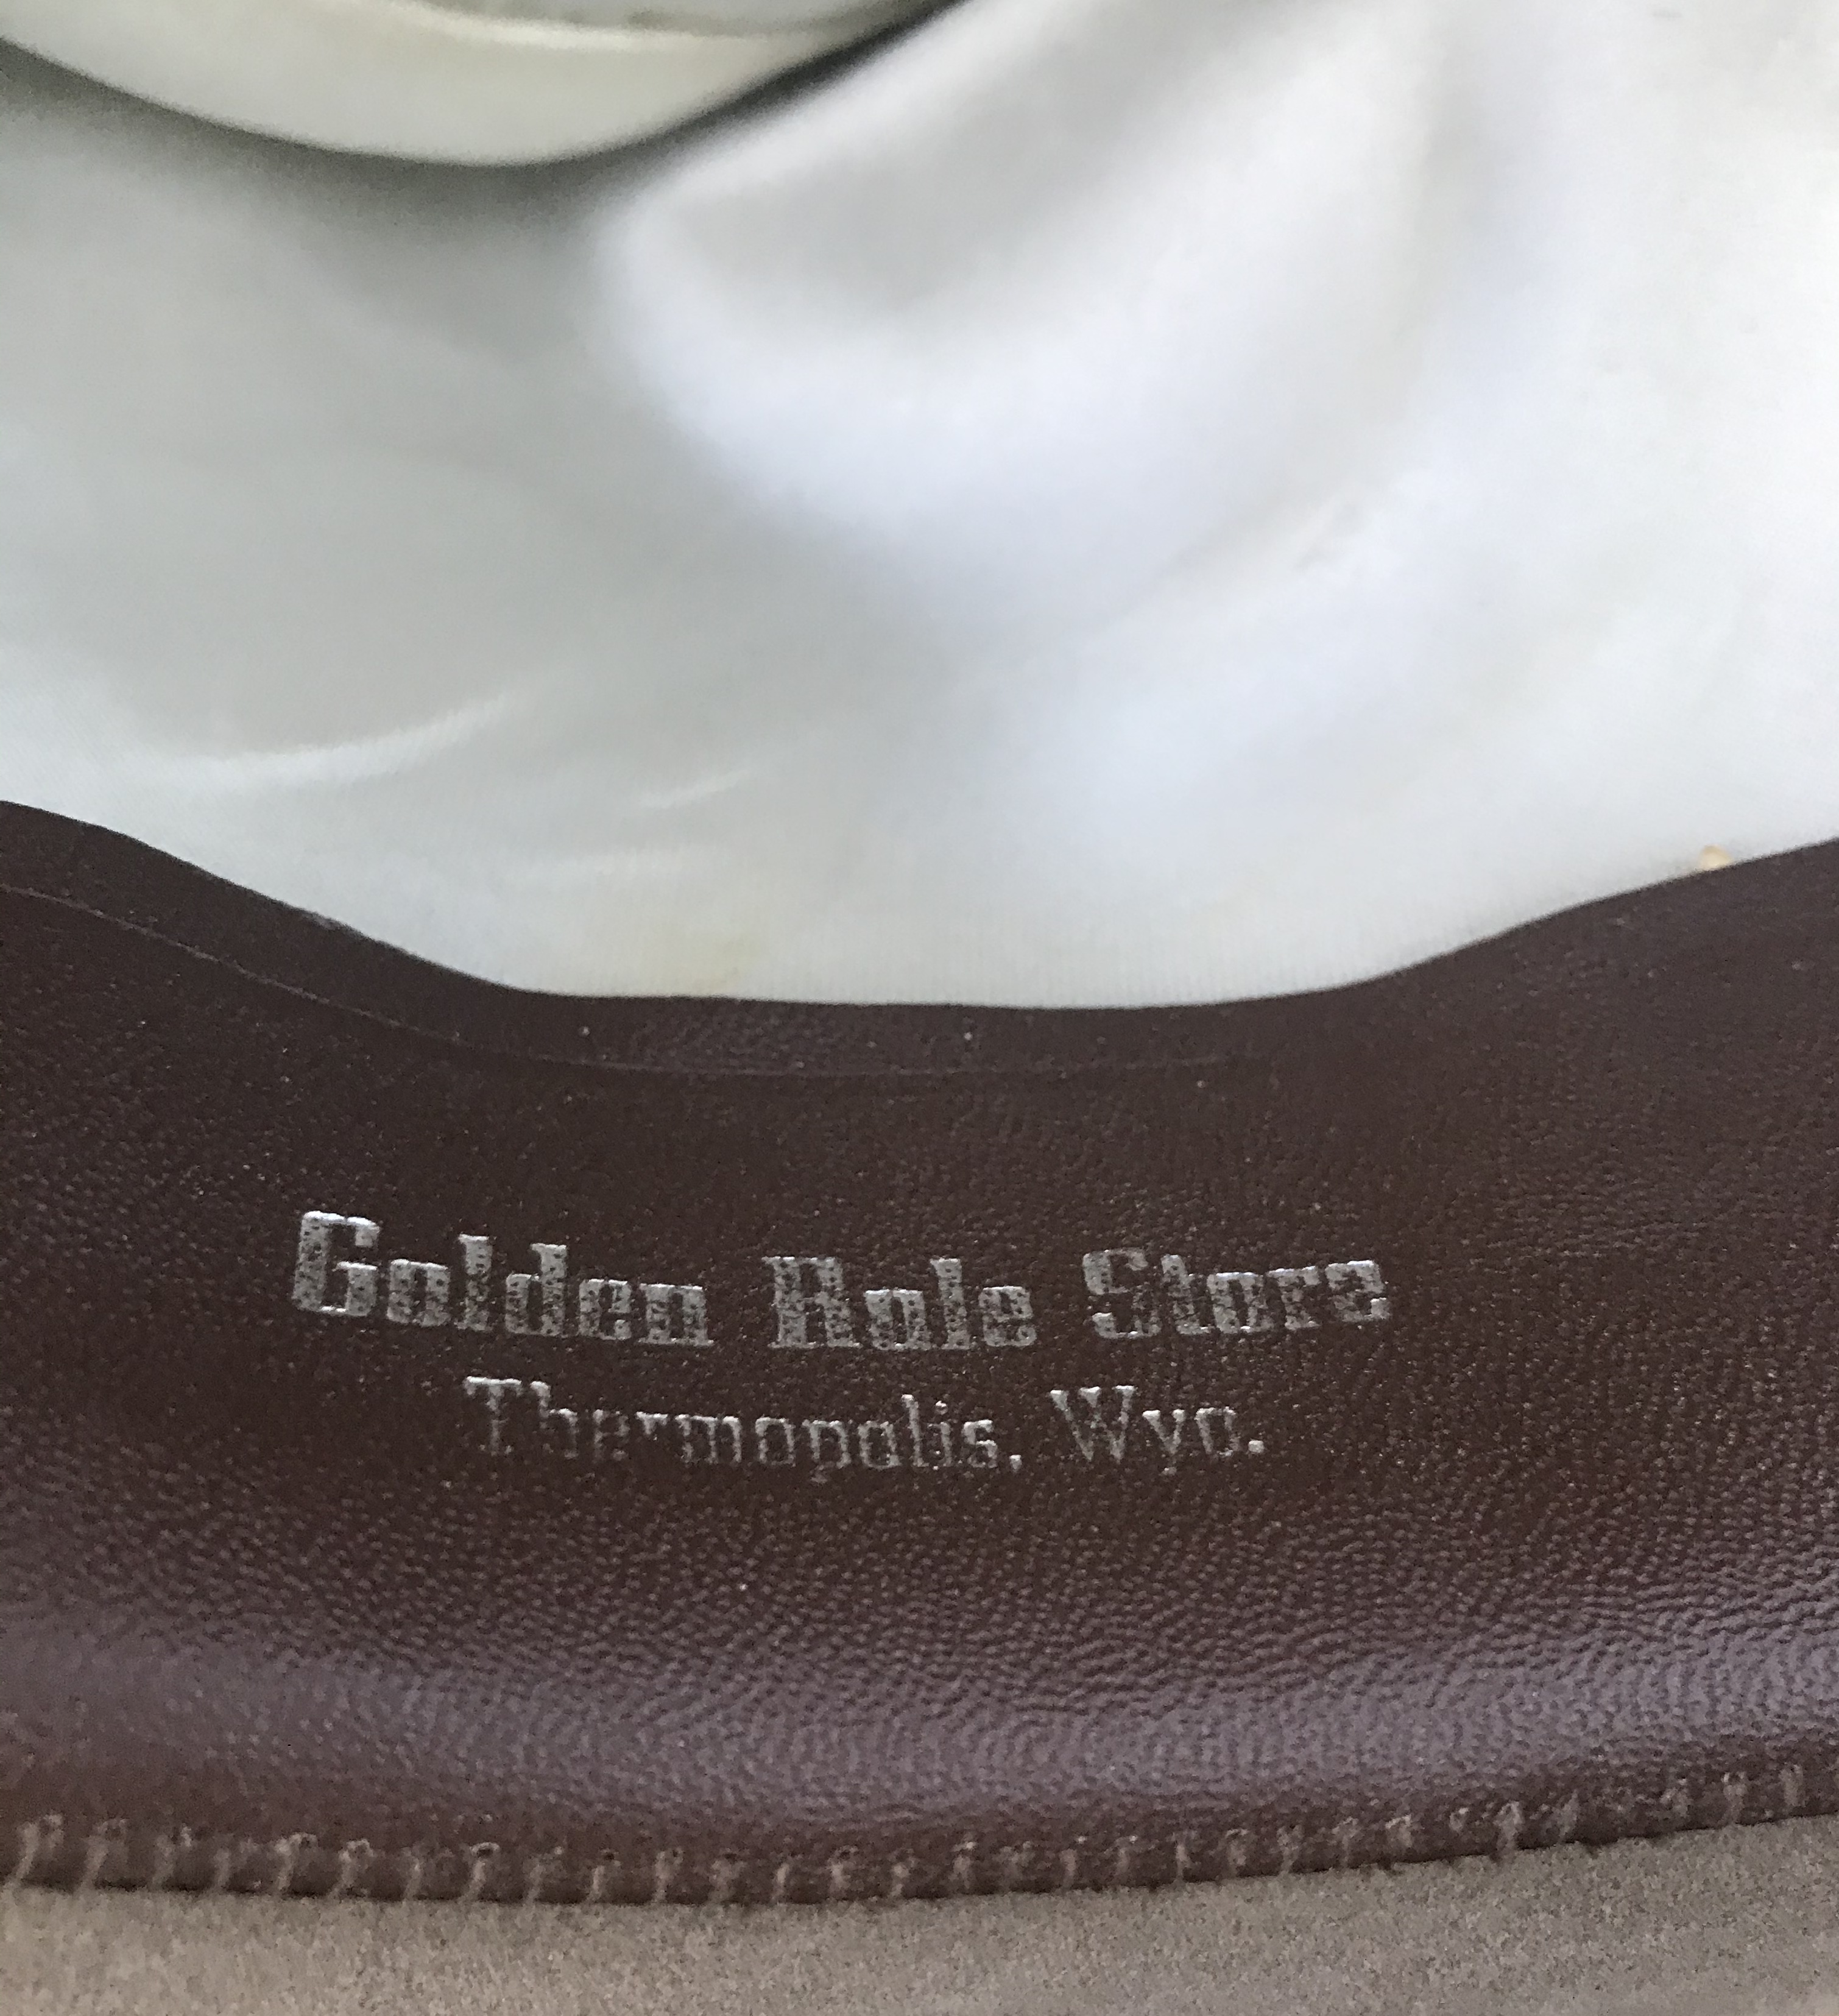 Golden Rule Store
Thermopolis, Wyo.